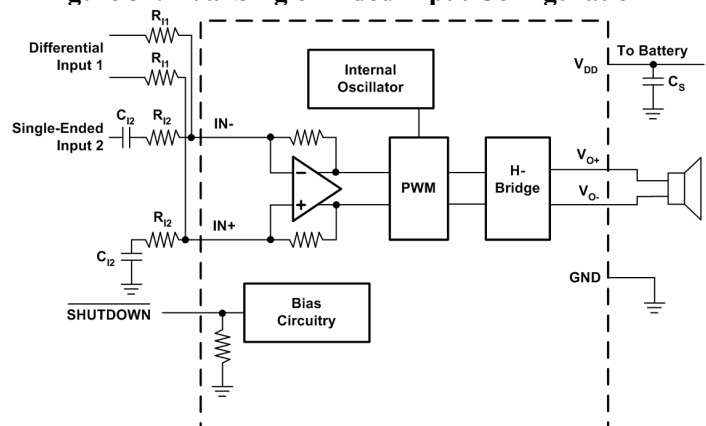 R_I1
Differential
Input 1
R_I1
C_I2
R_I2
Single-Ended
Input 2
IN-
R_I2
IN+
C_I2
SHUTDOWN
Internal
Oscillator
PWM
H-
Bridge
Bias
Circuitry
V_DD
To Battery
C_S
V_O+
V_O-
GND